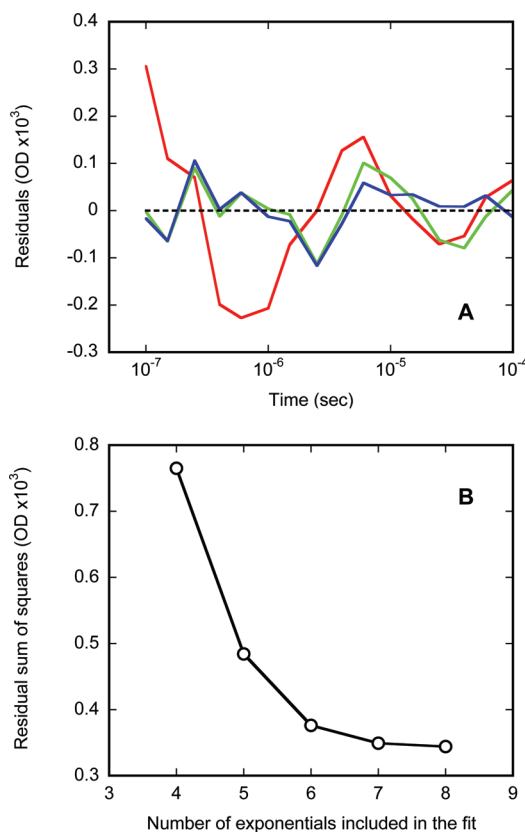 0.4
0.3
0.2
0.1
0
-0.1
-0.2
-0.3
Residuals (OD x10³)
A
10⁻⁷
10⁻⁶
10⁻⁵
10⁻⁴
Time (sec)
0.8
0.7
0.6
0.5
0.4
0.3
Residual sum of squares (OD x10³)
B
3 4 5 6 7 8 9
Number of exponentials included in the fit